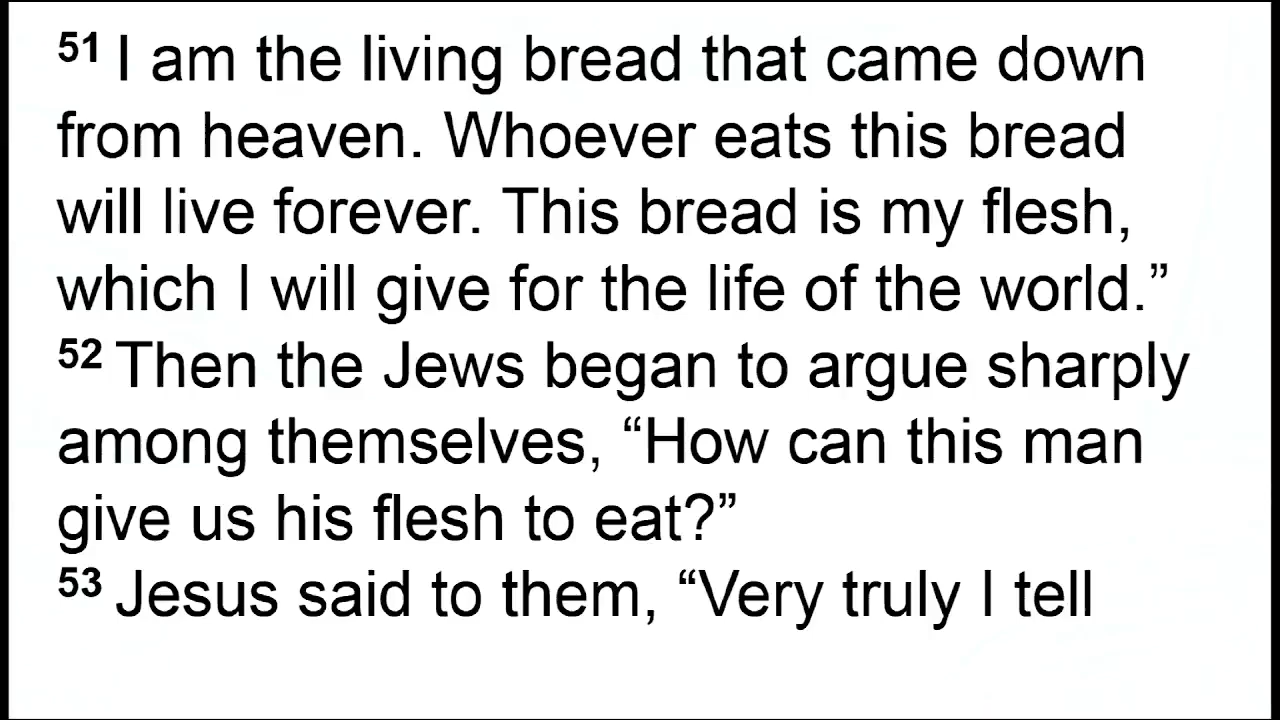 51 I am the living bread that came down
from heaven. Whoever eats this bread
will live forever. This bread is my flesh,
which I will give for the life of the world.”
52 Then the Jews began to argue sharply
among themselves, “How can this man
give us his flesh to eat?”
53 Jesus said to them, “Very truly I tell